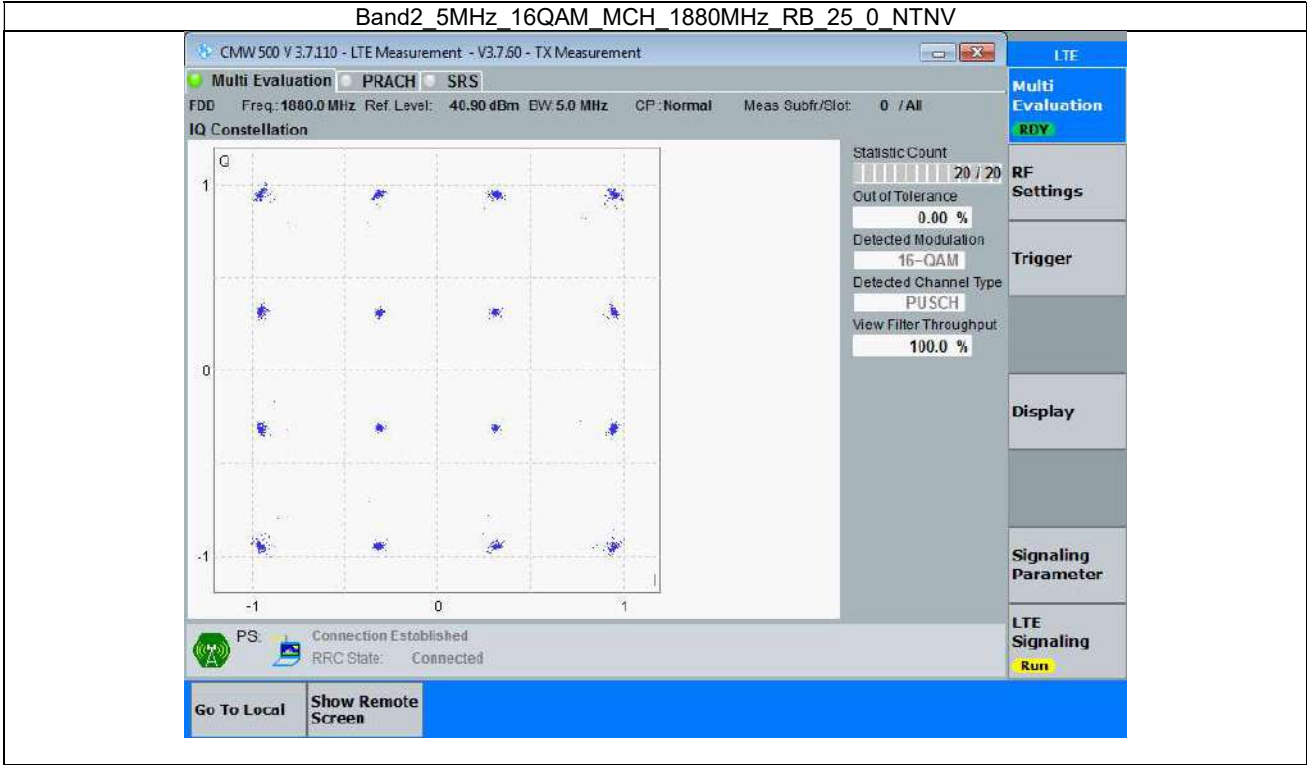 Band2_5MHz_16QAM_MCH_1880MHz_RB_25_0_NTNV
CMW 500 V 3.7.110 - LTE Measurement - V3.7.60 - TX Measurement
LTE
Multi Evaluation PRACH SRS
FDD Freq.: 1880.0 MHz Ref. Level: 40.90 dBm BW: 5.0 MHz CP: Normal Meas Subfr/Slot: 0 / All
IQ Constellation
Q
1
0
-1
-1 0 1
I
Statistic Count
20 / 20
Out of Tolerance
0.00 %
Detected Modulation
16-QAM
Detected Channel Type
PUSCH
View Filter Throughput
100.0 %
Multi
Evaluation
RDY
RF
Settings
Trigger
Display
Signaling
Parameter
LTE
Signaling
Run
PS: Connection Established
RRC State: Connected
Go To Local
Show Remote
Screen